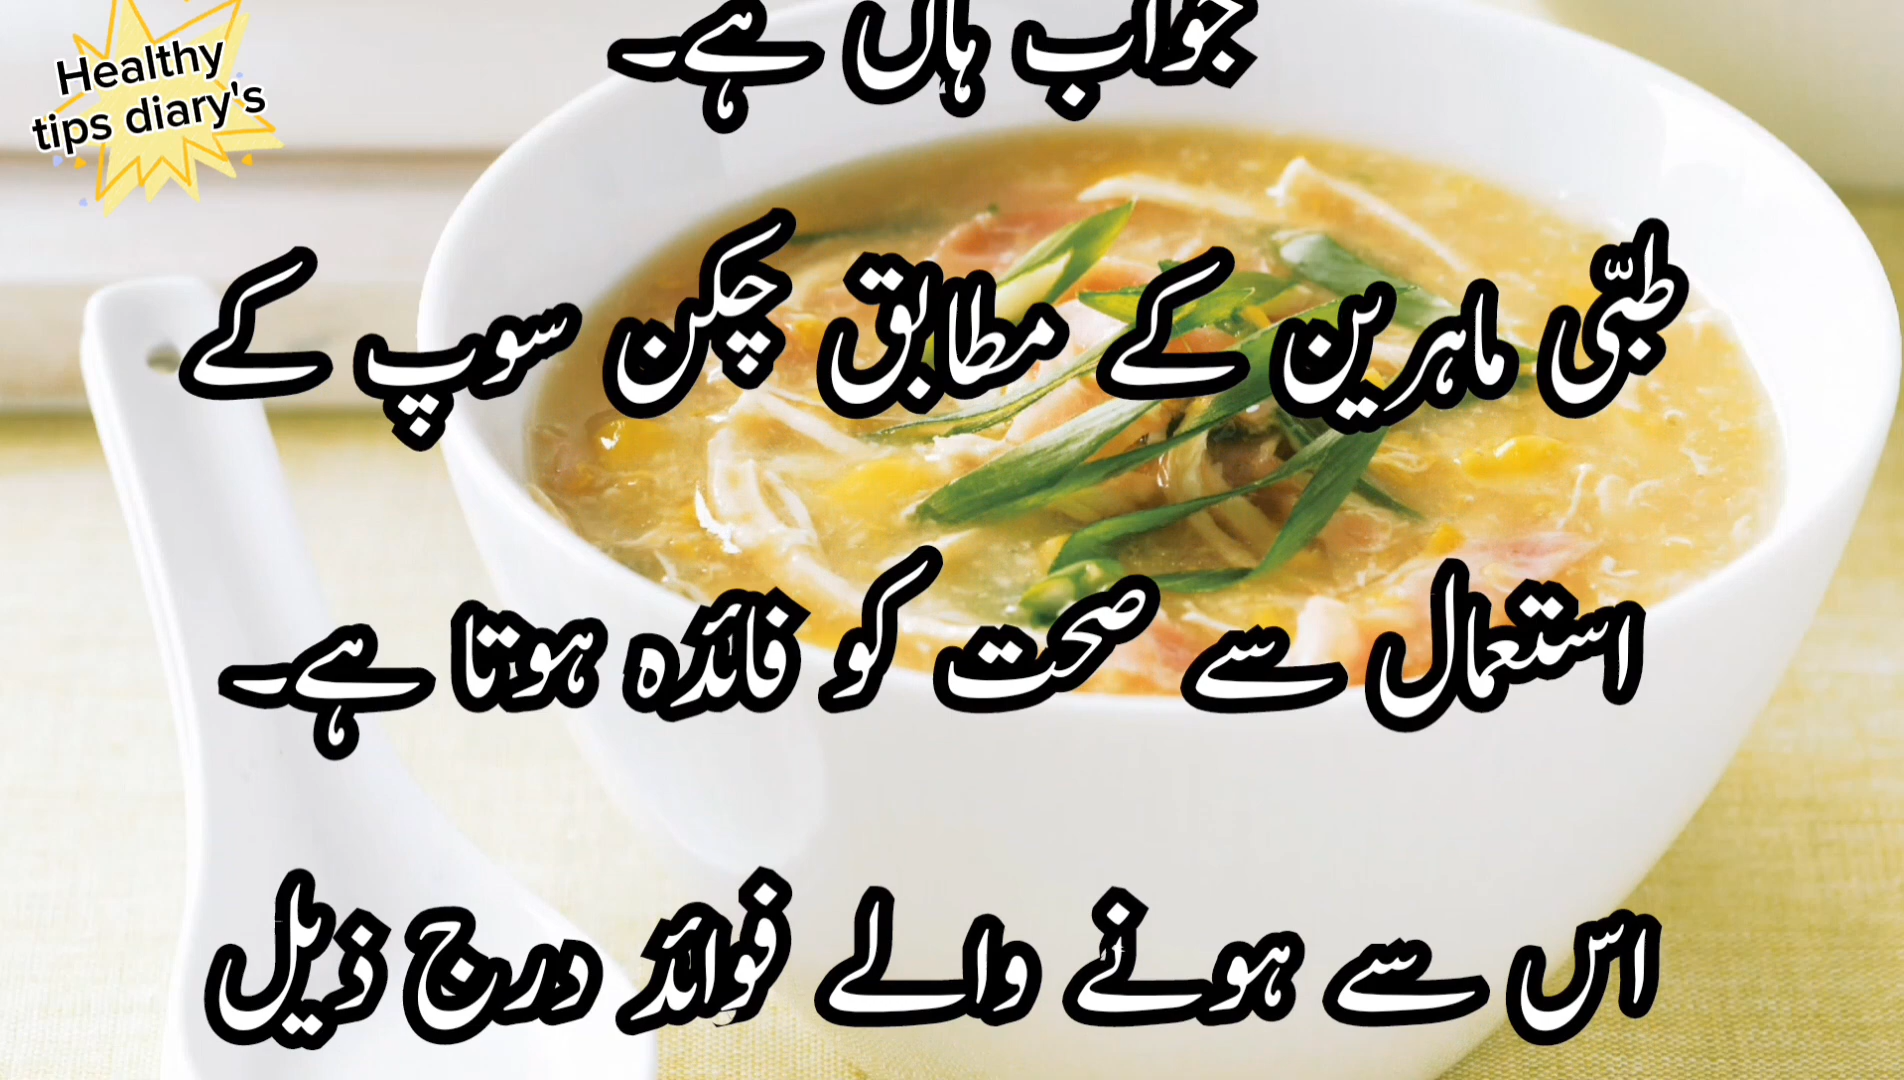 Healthy
tips diary's
جواب ہاں ہے۔
طبّی ماہرین کے مطابق چکن سوپ کے
استعمال سے صحت کو فائدہ ہوتا ہے۔
اس سے ہونے والے فوائد درج ذیل